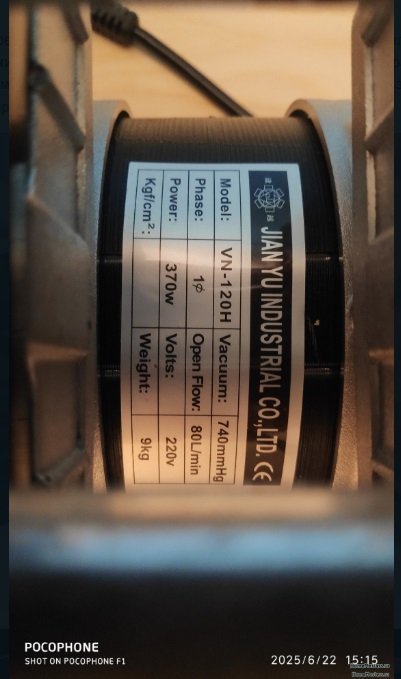 JIAN YU INDUSTRIAL CO.,LTD. CE
Model: VN-120H Vacuum: 740mmHg
Phase: 1ϕ Open Flow: 80L/min
Power: 370w Volts: 220v
Kgf/cm²: Weight: 9kg
POCOPHONE
SHOT ON POCOPHONE F1
2025/6/22 15:15